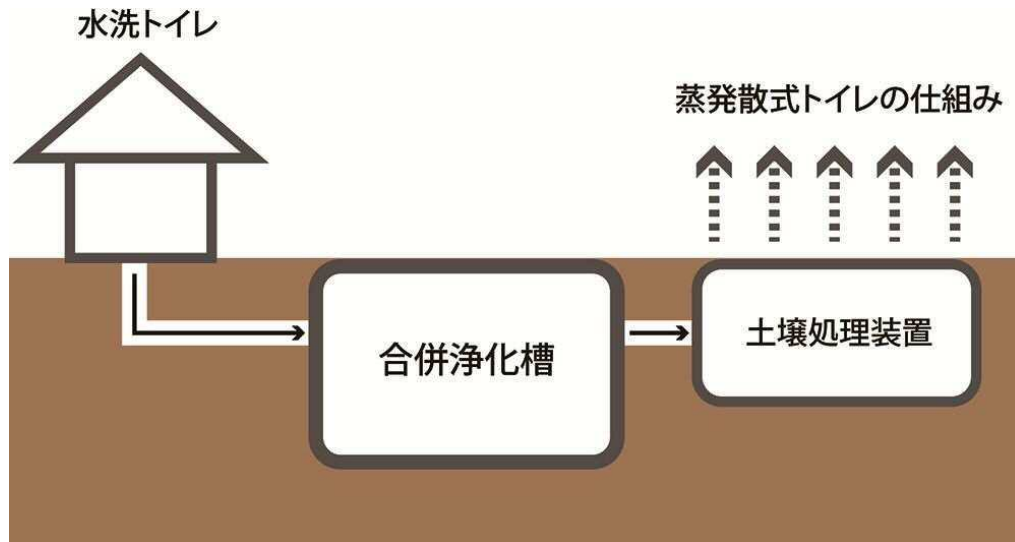 水洗トイレ
蒸発散式トイレの仕組み
合併浄化槽
土壌処理装置